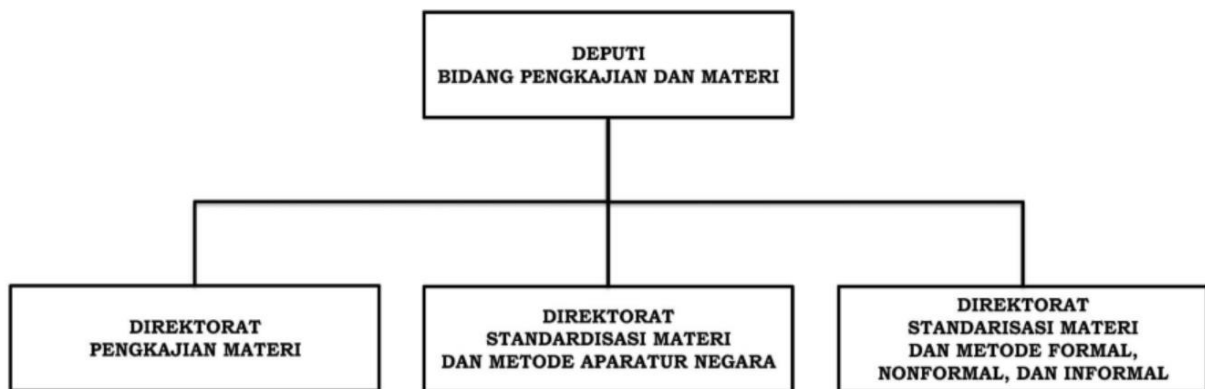 DEPUTI
BIDANG PENGKAJIAN DAN MATERI
DIREKTORAT
PENGKAJIAN MATERI
DIREKTORAT
STANDARDISASI MATERI
DAN METODE APARATUR NEGARA
DIREKTORAT
STANDARISASI MATERI
DAN METODE FORMAL,
NONFORMAL, DAN INFORMAL